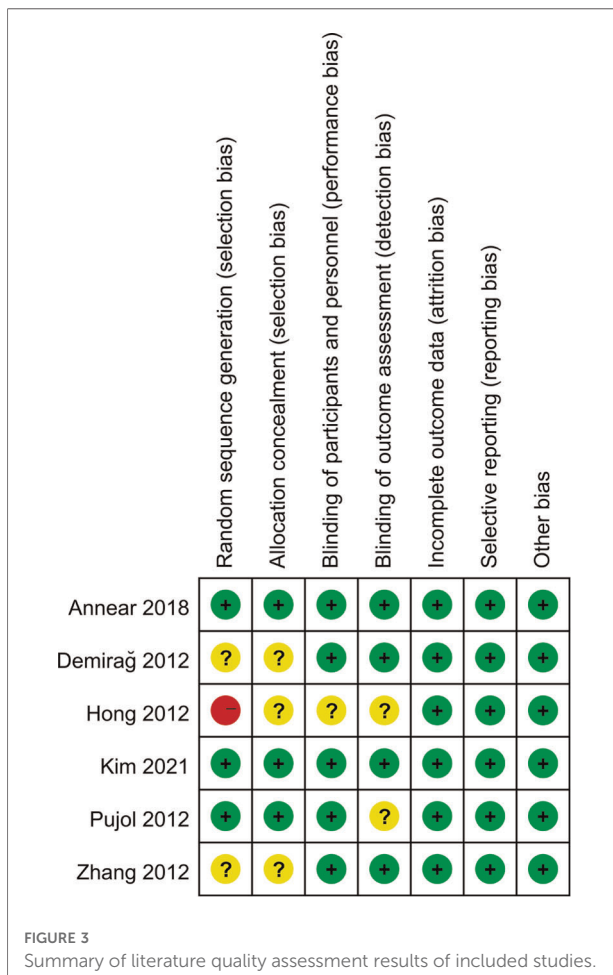 Random sequence generation (selection bias)
Allocation concealment (selection bias)
Blinding of participants and personnel (performance bias)
Blinding of outcome assessment (detection bias)
Incomplete outcome data (attrition bias)
Selective reporting (reporting bias)
Other bias
Annear 2018 + + + + + + +
Demirağ 2012 ? ? + + + + +
Hong 2012 – ? ? ? + + +
Kim 2021 + + + + + + +
Pujol 2012 + + + ? + + +
Zhang 2012 ? ? + + + + +
FIGURE 3
Summary of literature quality assessment results of included studies.